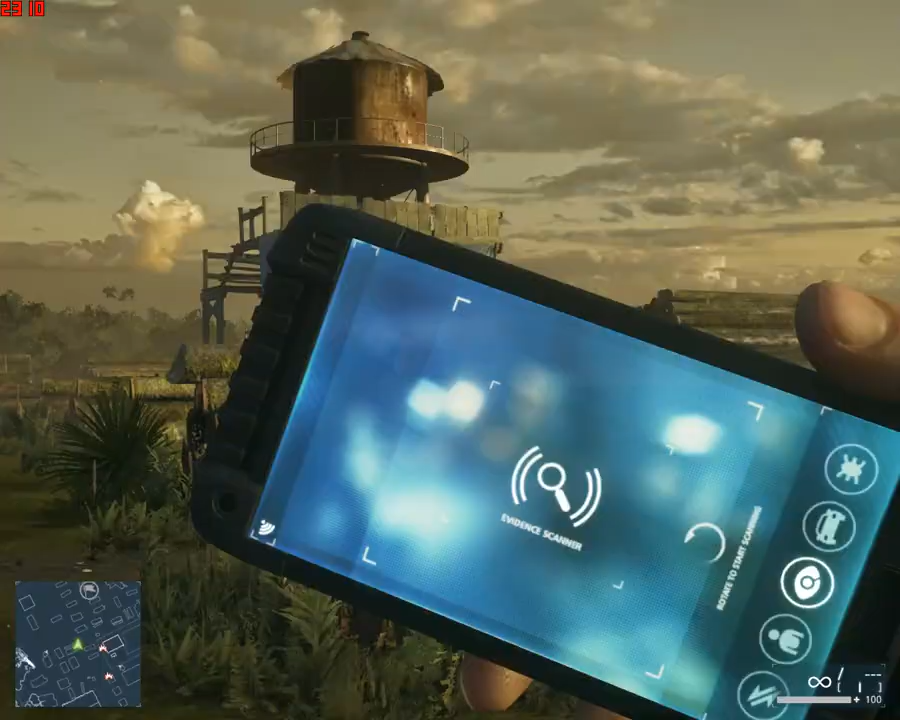 23 10
EVIDENCE SCANNER
ROTATE TO START SCANNING
∞ / ---
+ 100